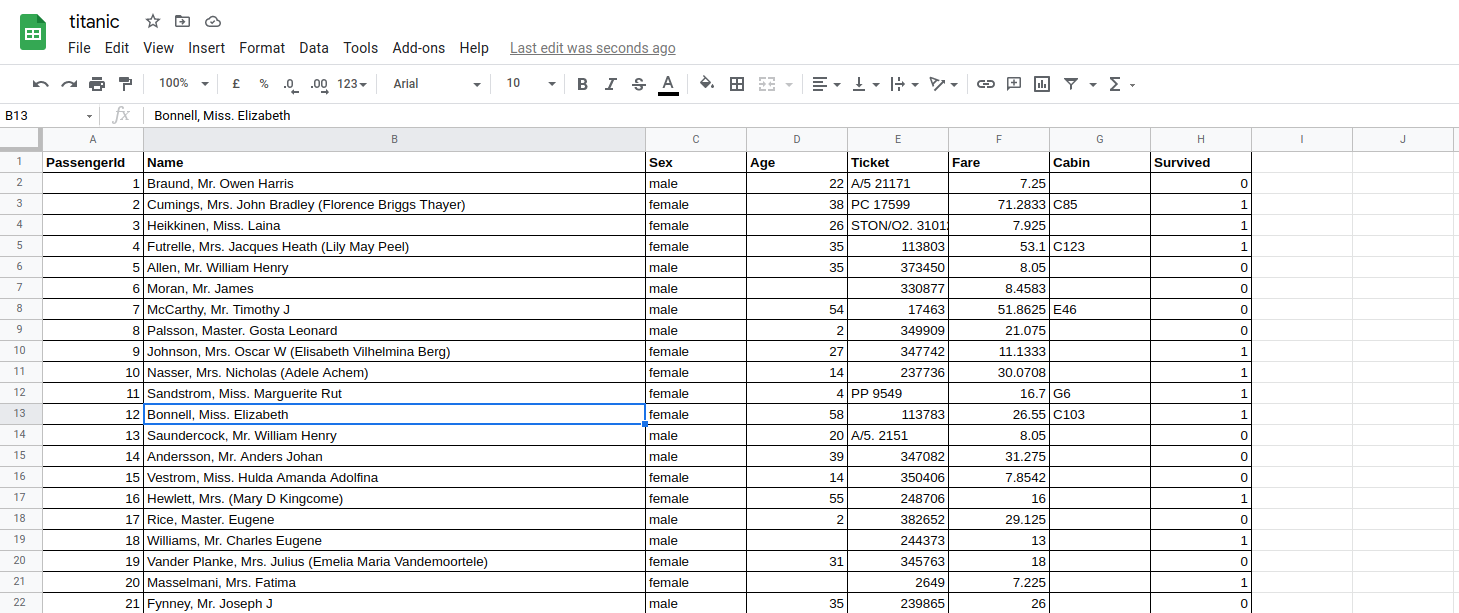 titanic
File Edit View Insert Format Data Tools Add-ons Help Last edit was seconds ago
100% £ % .0 .00 123 Arial 10 B I S A Σ
B13 fx Bonnell, Miss. Elizabeth
A B C D E F G H I J
1 PassengerId Name Sex Age Ticket Fare Cabin Survived
2 1 Braund, Mr. Owen Harris male 22 A/5 21171 7.25 0
3 2 Cumings, Mrs. John Bradley (Florence Briggs Thayer) female 38 PC 17599 71.2833 C85 1
4 3 Heikkinen, Miss. Laina female 26 STON/O2. 3101 7.925 1
5 4 Futrelle, Mrs. Jacques Heath (Lily May Peel) female 35 113803 53.1 C123 1
6 5 Allen, Mr. William Henry male 35 373450 8.05 0
7 6 Moran, Mr. James male 330877 8.4583 0
8 7 McCarthy, Mr. Timothy J male 54 17463 51.8625 E46 0
9 8 Palsson, Master. Gosta Leonard male 2 349909 21.075 0
10 9 Johnson, Mrs. Oscar W (Elisabeth Vilhelmina Berg) female 27 347742 11.1333 1
11 10 Nasser, Mrs. Nicholas (Adele Achem) female 14 237736 30.0708 1
12 11 Sandstrom, Miss. Marguerite Rut female 4 PP 9549 16.7 G6 1
13 12 Bonnell, Miss. Elizabeth female 58 113783 26.55 C103 1
14 13 Saundercock, Mr. William Henry male 20 A/5. 2151 8.05 0
15 14 Andersson, Mr. Anders Johan male 39 347082 31.275 0
16 15 Vestrom, Miss. Hulda Amanda Adolfina female 14 350406 7.8542 0
17 16 Hewlett, Mrs. (Mary D Kingcome) female 55 248706 16 1
18 17 Rice, Master. Eugene male 2 382652 29.125 0
19 18 Williams, Mr. Charles Eugene male 244373 13 1
20 19 Vander Planke, Mrs. Julius (Emelia Maria Vandemoortele) female 31 345763 18 0
21 20 Masselmani, Mrs. Fatima female 2649 7.225 1
22 21 Fynney, Mr. Joseph J male 35 239865 26 0